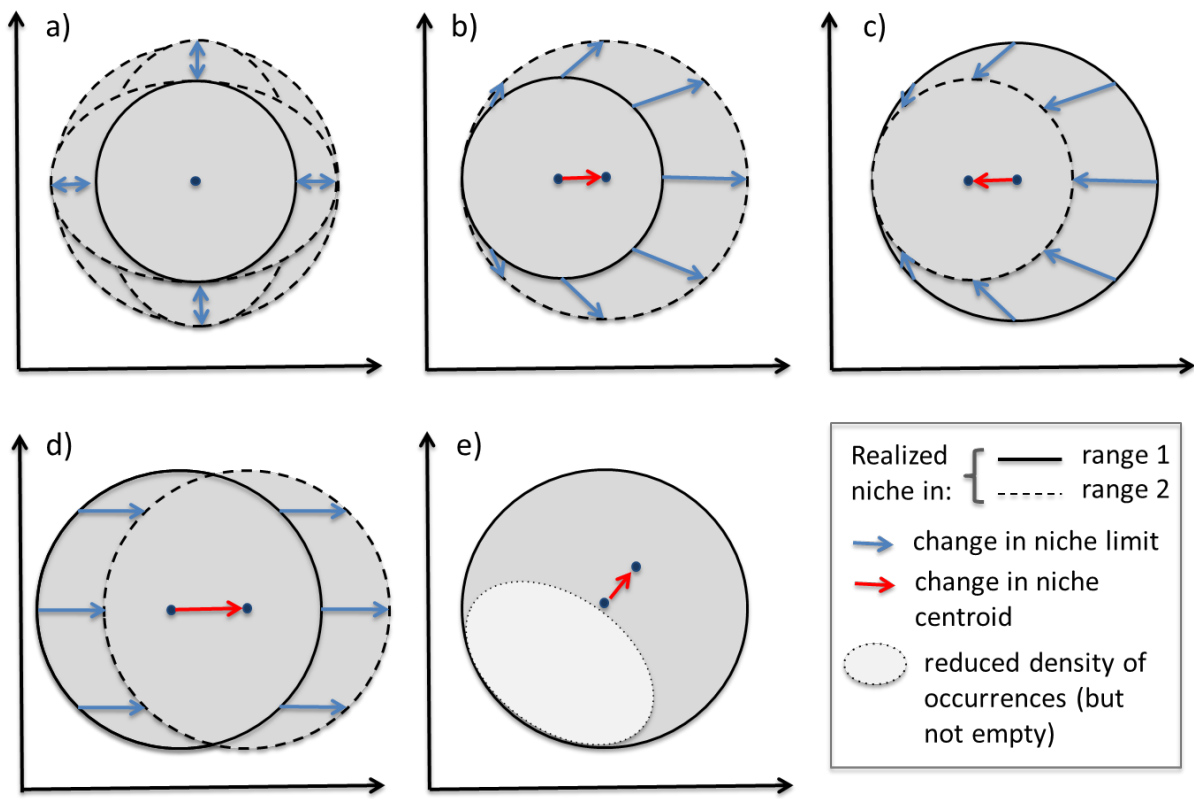 a)
b)
c)
d)
e)
Realized
niche in:
range 1
range 2
change in niche limit
change in niche
centroid
reduced density of
occurrences (but
not empty)